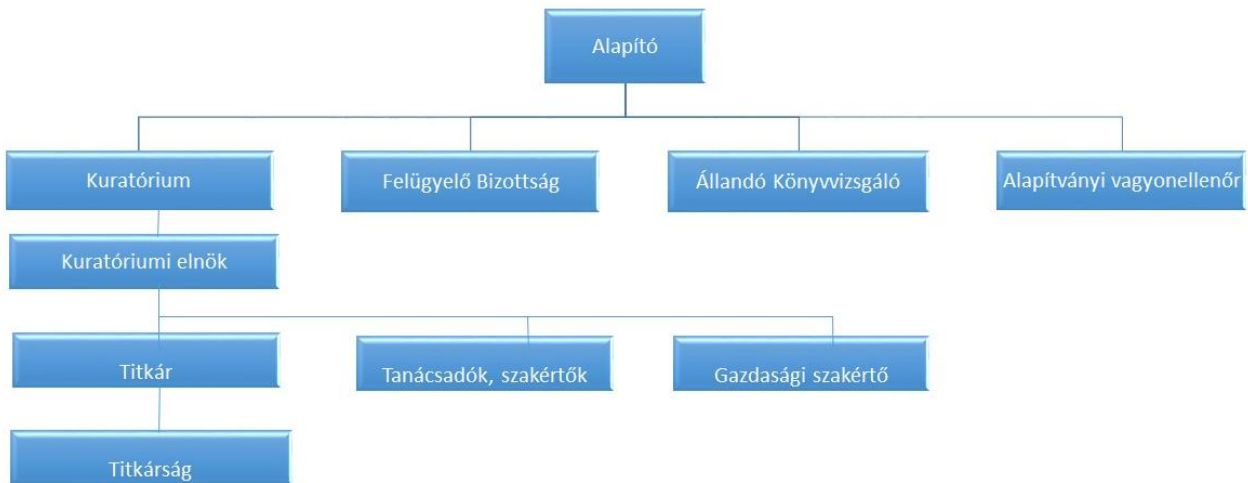 Alapító
Kuratórium
Felügyelő Bizottság
Állandó Könyvvizsgáló
Alapítványi vagyonellenőr
Kuratóriumi elnök
Titkár
Tanácsadók, szakértők
Gazdasági szakértő
Titkárság